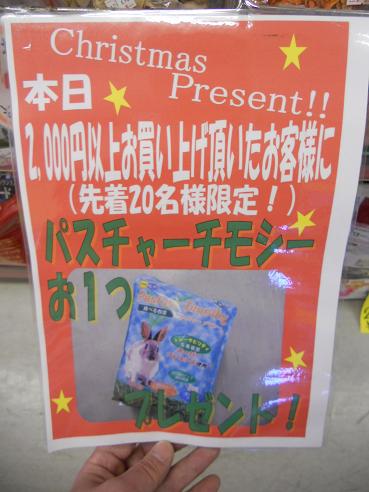 Christmas
Present!!
本日
2,000円以上お買い上げ頂いたお客様に
(先着20名様限定！)
パスチャーチモシー
お1つ
プレゼント！